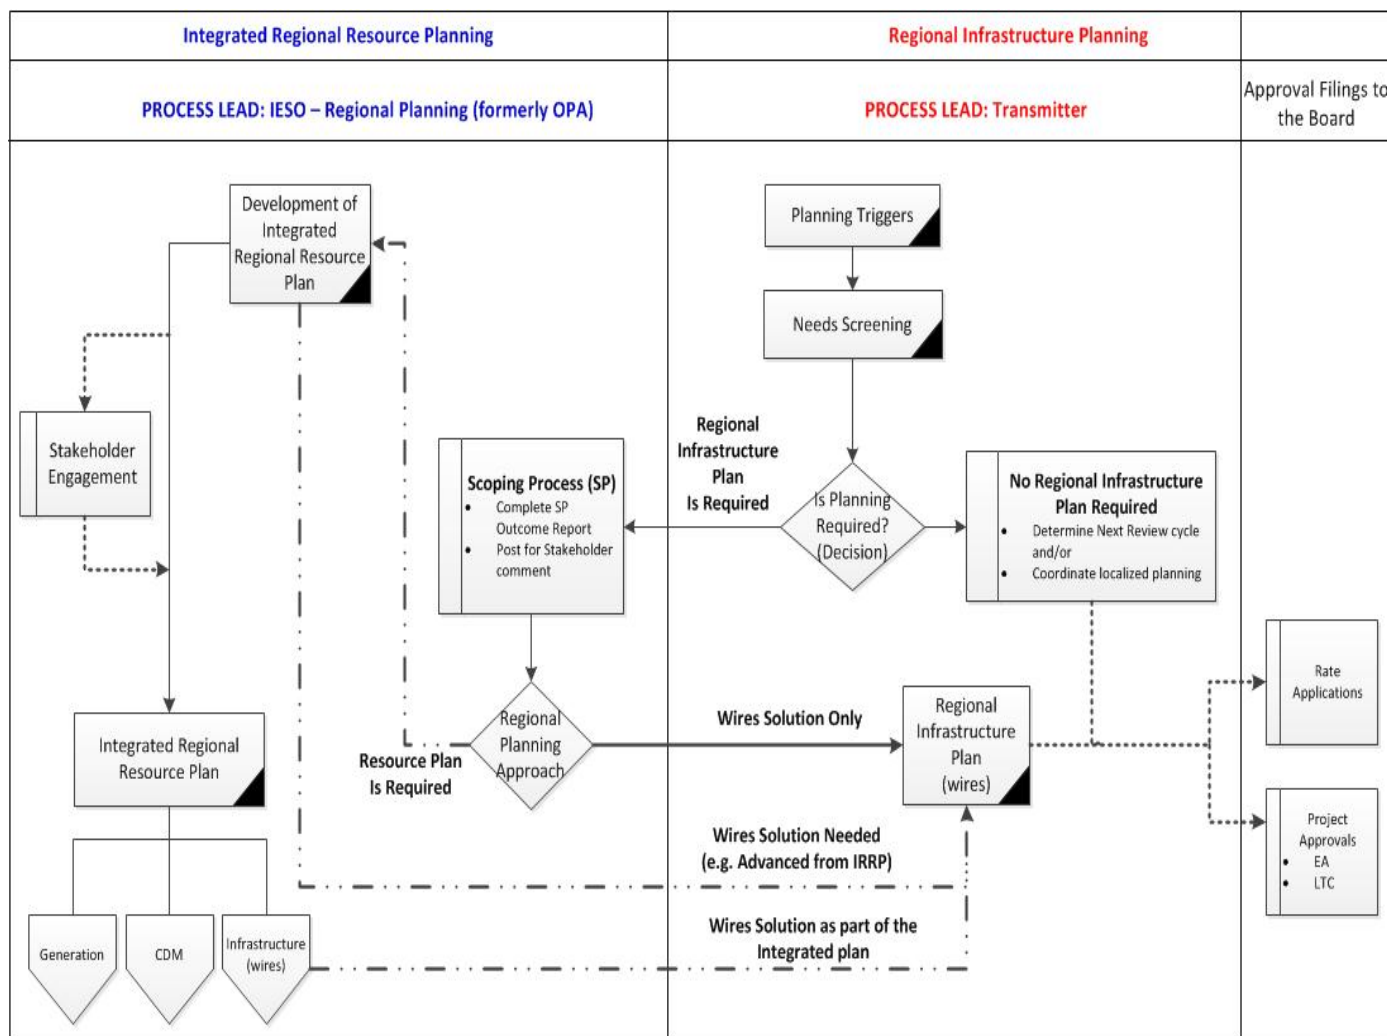 Integrated Regional Resource Planning
Regional Infrastructure Planning
PROCESS LEAD: IESO – Regional Planning (formerly OPA)
PROCESS LEAD: Transmitter
Approval Filings to
the Board
Development of
Integrated
Regional Resource
Plan
Planning Triggers
Needs Screening
Stakeholder
Engagement
Scoping Process (SP)
• Complete SP
Outcome Report
• Post for Stakeholder
comment
Regional
Infrastructure
Plan
Is Required
Is Planning
Required?
(Decision)
No Regional Infrastructure
Plan Required
• Determine Next Review cycle
and/or
• Coordinate localized planning
Rate
Applications
Integrated Regional
Resource Plan
Resource Plan
Is Required
Regional
Planning
Approach
Wires Solution Only
Regional
Infrastructure
Plan
(wires)
Wires Solution Needed
(e.g. Advanced from IRRP)
Project
Approvals
• EA
• LTC
Generation
CDM
Infrastructure
(wires)
Wires Solution as part of the
Integrated plan